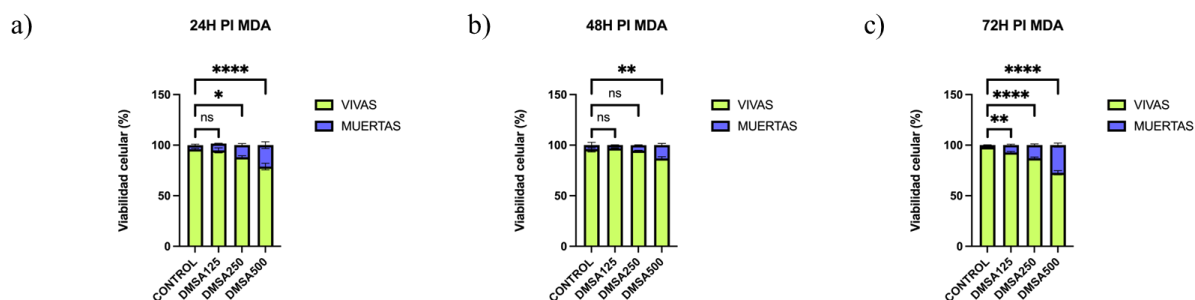 a)
24H PI MDA
****
*
ns
Viabilidad celular (%)
150
100
50
0
CONTROL
DMSA125
DMSA250
DMSA500
VIVAS
MUERTAS
b)
48H PI MDA
**
ns
ns
Viabilidad celular (%)
150
100
50
0
CONTROL
DMSA125
DMSA250
DMSA500
VIVAS
MUERTAS
c)
72H PI MDA
****
****
**
Viabilidad celular (%)
150
100
50
0
CONTROL
DMSA125
DMSA250
DMSA500
VIVAS
MUERTAS